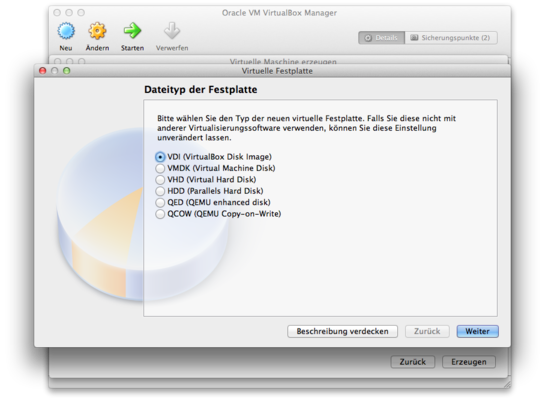 Oracle VM VirtualBox Manager
Neu Ändern Starten Verwerfen
Details Sicherungspunkte (2)
Virtuelle Maschine erzeugen
Virtuelle Festplatte
Dateityp der Festplatte
Bitte wählen Sie den Typ der neuen virtuelle Festplatte. Falls Sie diese nicht mit
anderer Virtualisierungssoftware verwenden, können Sie diese Einstellung
unverändert lassen.
VDI (VirtualBox Disk Image)
VMDK (Virtual Machine Disk)
VHD (Virtual Hard Disk)
HDD (Parallels Hard Disk)
QED (QEMU enhanced disk)
QCOW (QEMU Copy-on-Write)
Beschreibung verdecken Zurück Weiter
Zurück Erzeugen